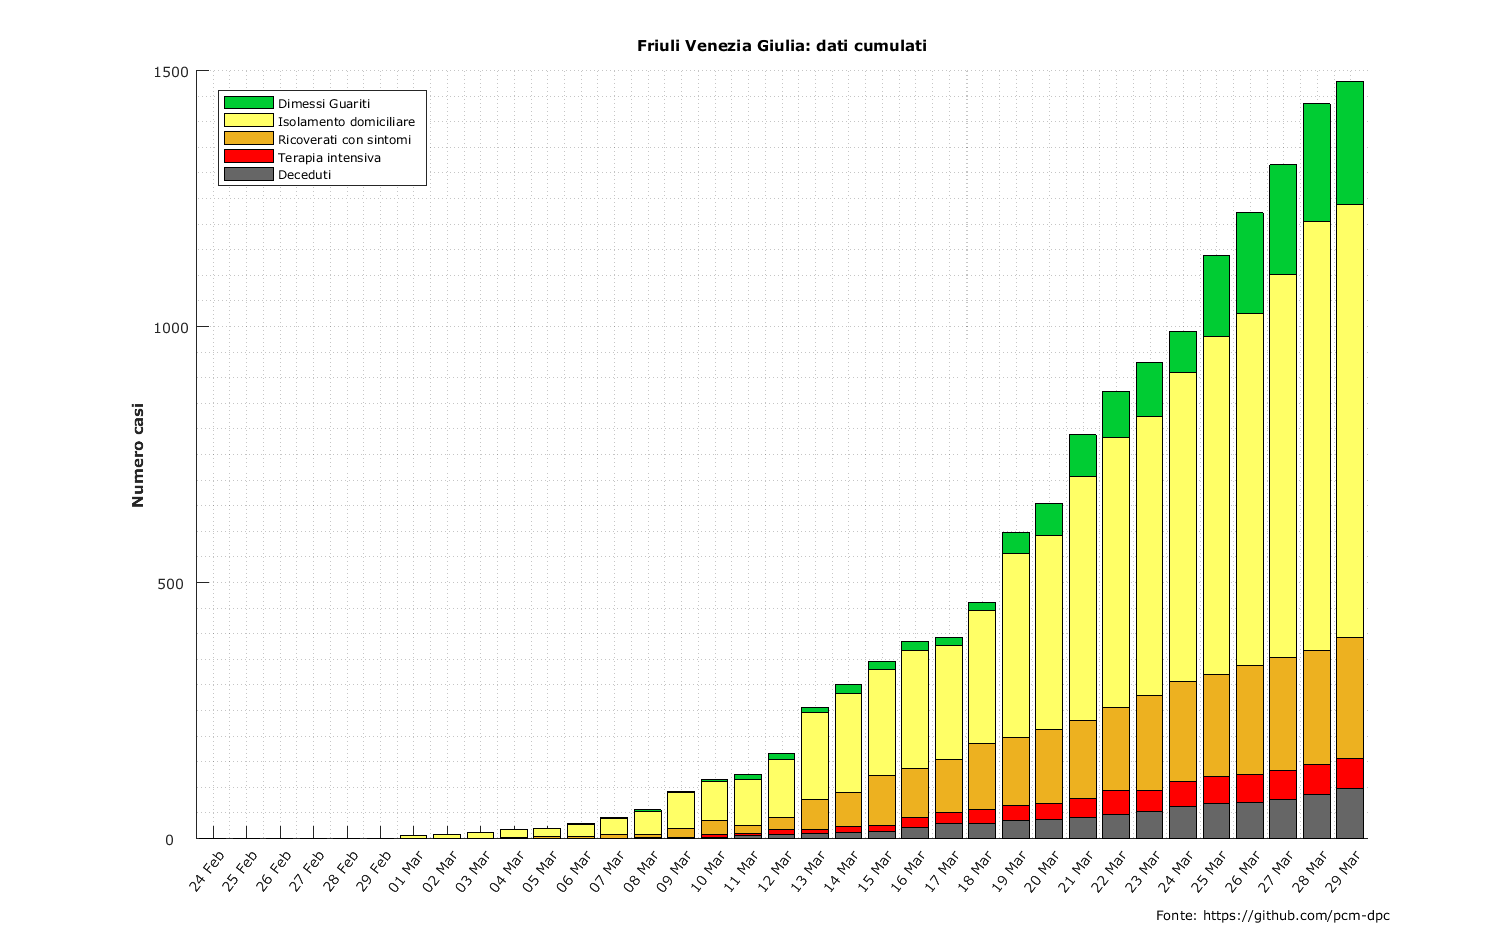 Friuli Venezia Giulia: dati cumulati
1500
1000
500
0
Numero casi
Dimessi Guariti
Isolamento domiciliare
Ricoverati con sintomi
Terapia intensiva
Deceduti
24 Feb
25 Feb
26 Feb
27 Feb
28 Feb
29 Feb
01 Mar
02 Mar
03 Mar
04 Mar
05 Mar
06 Mar
07 Mar
08 Mar
09 Mar
10 Mar
11 Mar
12 Mar
13 Mar
14 Mar
15 Mar
16 Mar
17 Mar
18 Mar
19 Mar
20 Mar
21 Mar
22 Mar
23 Mar
24 Mar
25 Mar
26 Mar
27 Mar
28 Mar
29 Mar
Fonte: https://github.com/pcm-dpc